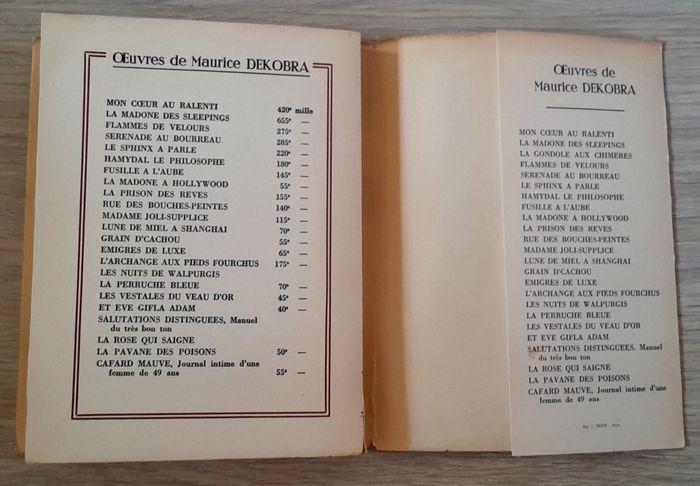 Œuvres de Maurice DEKOBRA
MON CŒUR AU RALENTI 420e mille
LA MADONE DES SLEEPINGS 655e —
FLAMMES DE VELOURS 275e —
SERENADE AU BOURREAU 285e —
LE SPHINX A PARLE 220e —
HAMYDAL LE PHILOSOPHE 180e —
FUSILLE A L'AUBE 145e —
LA MADONE A HOLLYWOOD 55e —
LA PRISON DES REVES 155e —
RUE DES BOUCHES-PEINTES 140e —
MADAME JOLI-SUPPLICE 115e —
LUNE DE MIEL A SHANGHAI 70e —
GRAIN D'CACHOU 55e —
EMIGRES DE LUXE 65e —
L'ARCHANGE AUX PIEDS FOURCHUS 175e —
LES NUITS DE WALPURGIS
LA PERRUCHE BLEUE 70e —
LES VESTALES DU VEAU D'OR 45e —
ET EVE GIFLA ADAM 40e —
SALUTATIONS DISTINGUEES, Manuel
du très bon ton
LA ROSE QUI SAIGNE
LA PAVANE DES POISONS 50e —
CAFARD MAUVE, Journal intime d'une
femme de 49 ans 55e —
Œuvres de
Maurice DEKOBRA
MON CŒUR AU RALENTI
LA MADONE DES SLEEPINGS
LA GONDOLE AUX CHIMERES
FLAMMES DE VELOURS
SERENADE AU BOURREAU
LE SPHINX A PARLE
HAMYDAL LE PHILOSOPHE
FUSILLE A L'AUBE
LA MADONE A HOLLYWOOD
LA PRISON DES REVES
RUE DES BOUCHES-PEINTES
MADAME JOLI-SUPPLICE
LUNE DE MIEL A SHANGHAI
GRAIN D'CACHOU
EMIGRES DE LUXE
L'ARCHANGE AUX PIEDS FOURCHUS
LES NUITS DE WALPURGIS
LA PERRUCHE BLEUE
LES VESTALES DU VEAU D'OR
ET EVE GIFLA ADAM
SALUTATIONS DISTINGUEES, Manuel
du très bon ton
LA ROSE QUI SAIGNE
LA PAVANE DES POISONS
CAFARD MAUVE, Journal intime d'une
femme de 49 ans